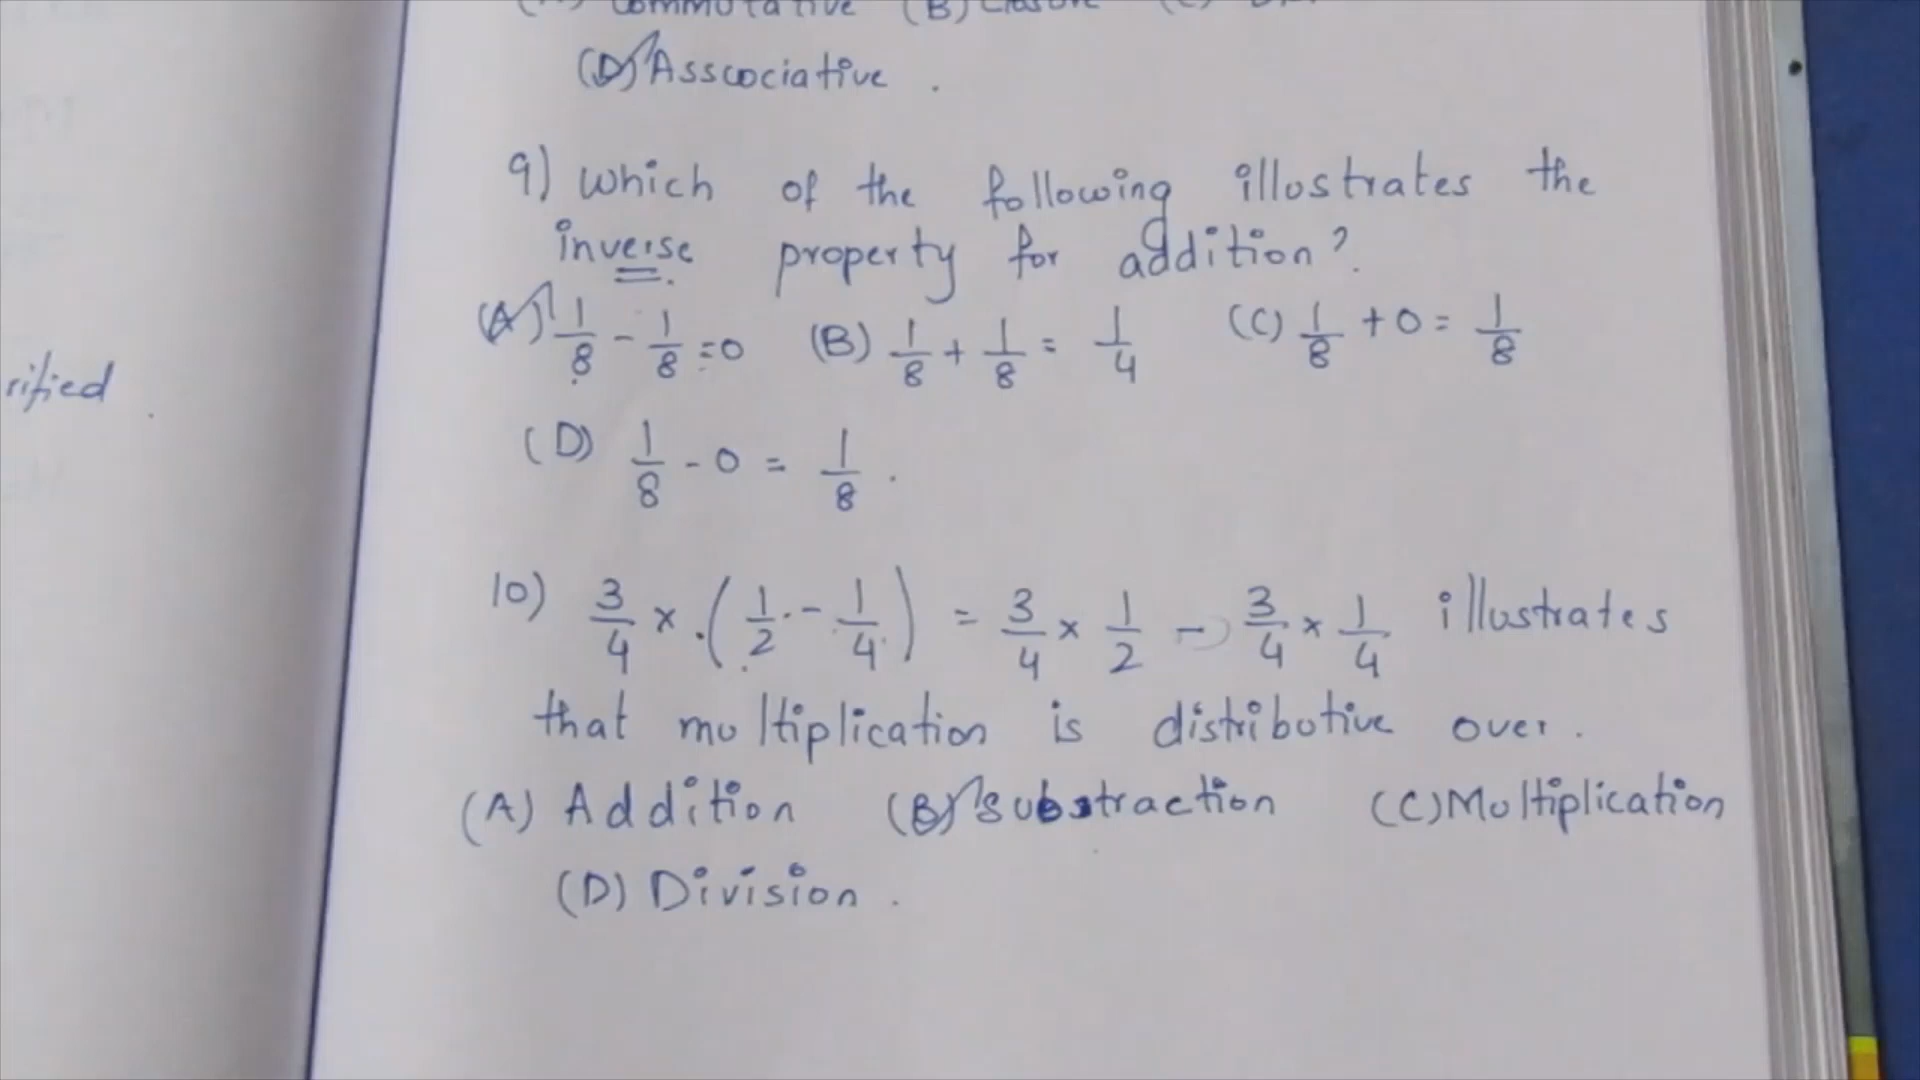 Commutative (B) Closure
(D) Asscociative.
9) Which of the following illustrates the
inverse property for addition?
(A) 1/8 - 1/8 = 0 (B) 1/8 + 1/8 = 1/4 (C) 1/8 + 0 = 1/8
(D) 1/8 - 0 = 1/8.
10) 3/4 × (1/2 - 1/4) = 3/4 × 1/2 - 3/4 × 1/4 illustrates
that multiplication is distributive over.
(A) Addition (B) Substraction (C) Multiplication
(D) Division.
rified